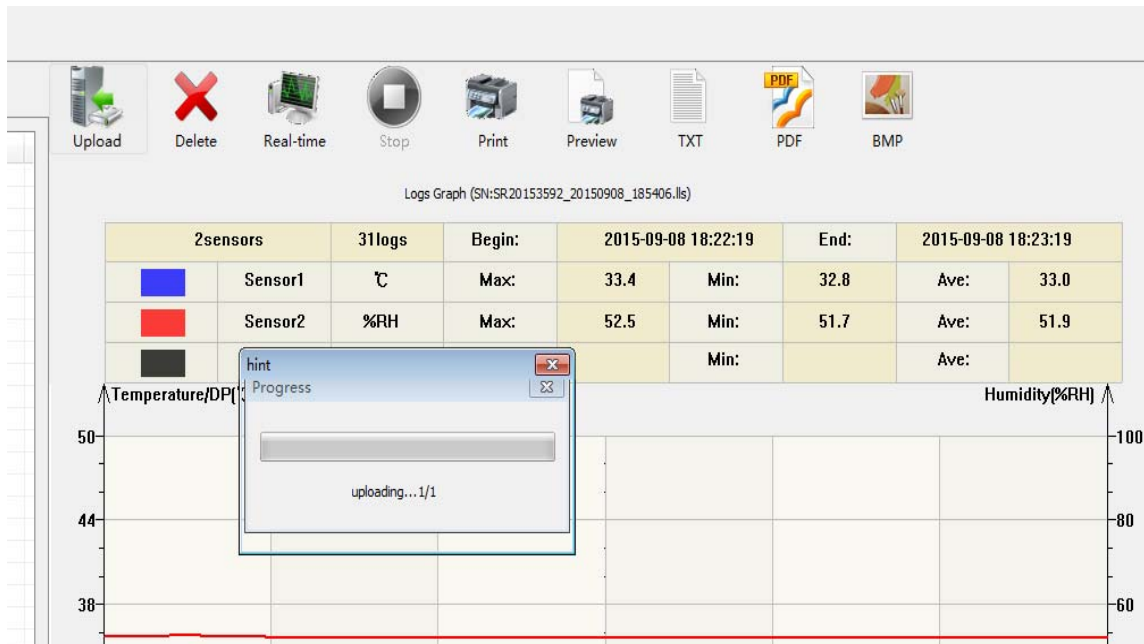 Upload Delete Real-time Stop Print Preview TXT PDF BMP
PDF
Logs Graph (SN:SR20153592_20150908_185406.lls)
2sensors 31logs Begin: 2015-09-08 18:22:19 End: 2015-09-08 18:23:19
Sensor1 ℃ Max: 33.4 Min: 32.8 Ave: 33.0
Sensor2 %RH Max: 52.5 Min: 51.7 Ave: 51.9
Min: Ave:
hint
Progress
uploading...1/1
Temperature/DP( Humidity(%RH)
50 100
44 80
38 60